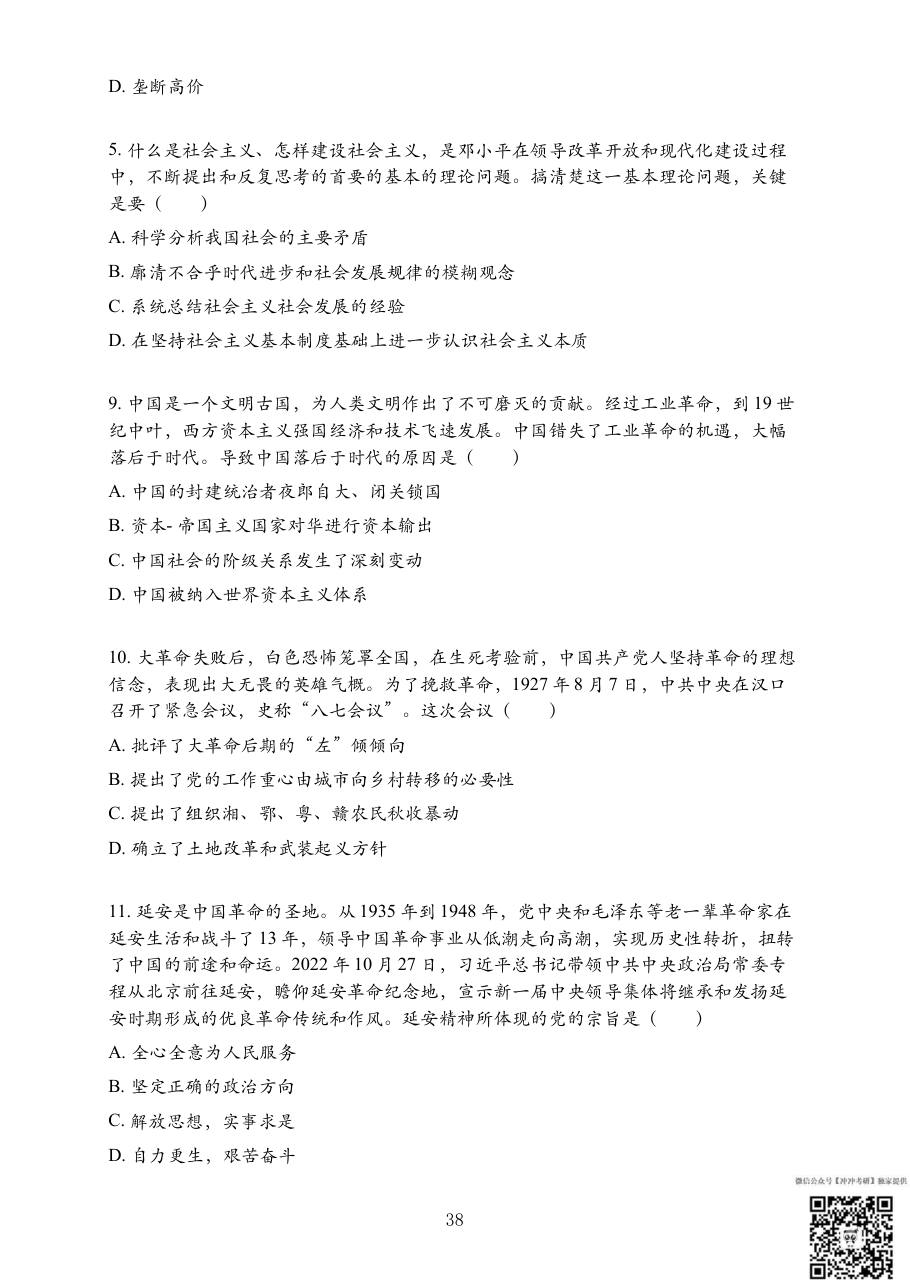 D. 垄断高价
5. 什么是社会主义、怎样建设社会主义，是邓小平在领导改革开放和现代化建设过程
中，不断提出和反复思考的首要的基本的理论问题。搞清楚这一基本理论问题，关键
是要（　　）
A. 科学分析我国社会的主要矛盾
B. 廓清不合乎时代进步和社会发展规律的模糊观念
C. 系统总结社会主义社会发展的经验
D. 在坚持社会主义基本制度基础上进一步认识社会主义本质
9. 中国是一个文明古国，为人类文明作出了不可磨灭的贡献。经过工业革命，到 19 世
纪中叶，西方资本主义强国经济和技术飞速发展。中国错失了工业革命的机遇，大幅
落后于时代。导致中国落后于时代的原因是（　　）
A. 中国的封建统治者夜郎自大、闭关锁国
B. 资本- 帝国主义国家对华进行资本输出
C. 中国社会的阶级关系发生了深刻变动
D. 中国被纳入世界资本主义体系
10. 大革命失败后，白色恐怖笼罩全国，在生死考验前，中国共产党人坚持革命的理想
信念，表现出大无畏的英雄气概。为了挽救革命，1927 年 8 月 7 日，中共中央在汉口
召开了紧急会议，史称“八七会议”。这次会议（　　）
A. 批评了大革命后期的“左”倾倾向
B. 提出了党的工作重心由城市向乡村转移的必要性
C. 提出了组织湘、鄂、粤、赣农民秋收暴动
D. 确立了土地改革和武装起义方针
11. 延安是中国革命的圣地。从 1935 年到 1948 年，党中央和毛泽东等老一辈革命家在
延安生活和战斗了 13 年，领导中国革命事业从低潮走向高潮，实现历史性转折，扭转
了中国的前途和命运。2022 年 10 月 27 日，习近平总书记带领中共中央政治局常委专
程从北京前往延安，瞻仰延安革命纪念地，宣示新一届中央领导集体将继承和发扬延
安时期形成的优良革命传统和作风。延安精神所体现的党的宗旨是（　　）
A. 全心全意为人民服务
B. 坚定正确的政治方向
C. 解放思想，实事求是
D. 自力更生，艰苦奋斗
微信公众号【冲冲考研】独家提供
38